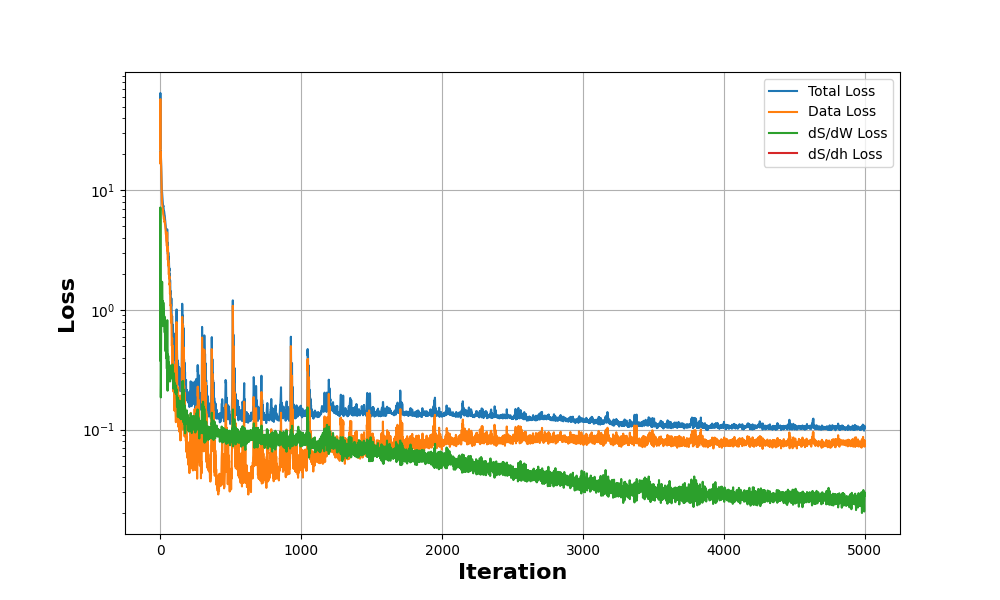 Total Loss
Data Loss
dS/dW Loss
dS/dh Loss
Loss
10¹
10⁰
10⁻¹
0 1000 2000 3000 4000 5000
Iteration